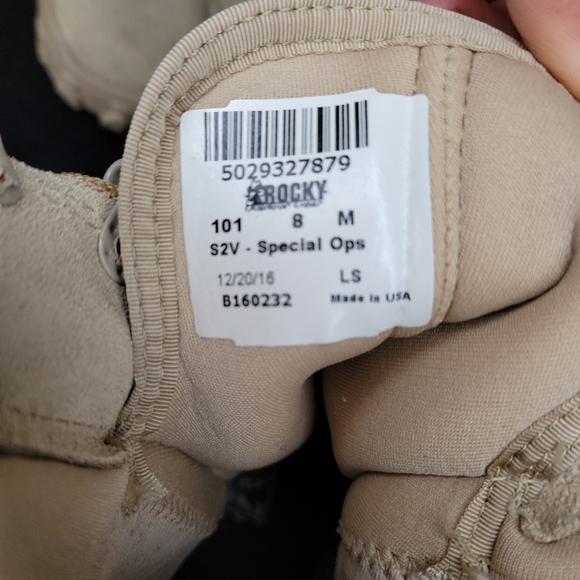 5029327879
ROCKY
101 8 M
S2V - Special Ops
12/20/16 LS
B160232 Made in USA